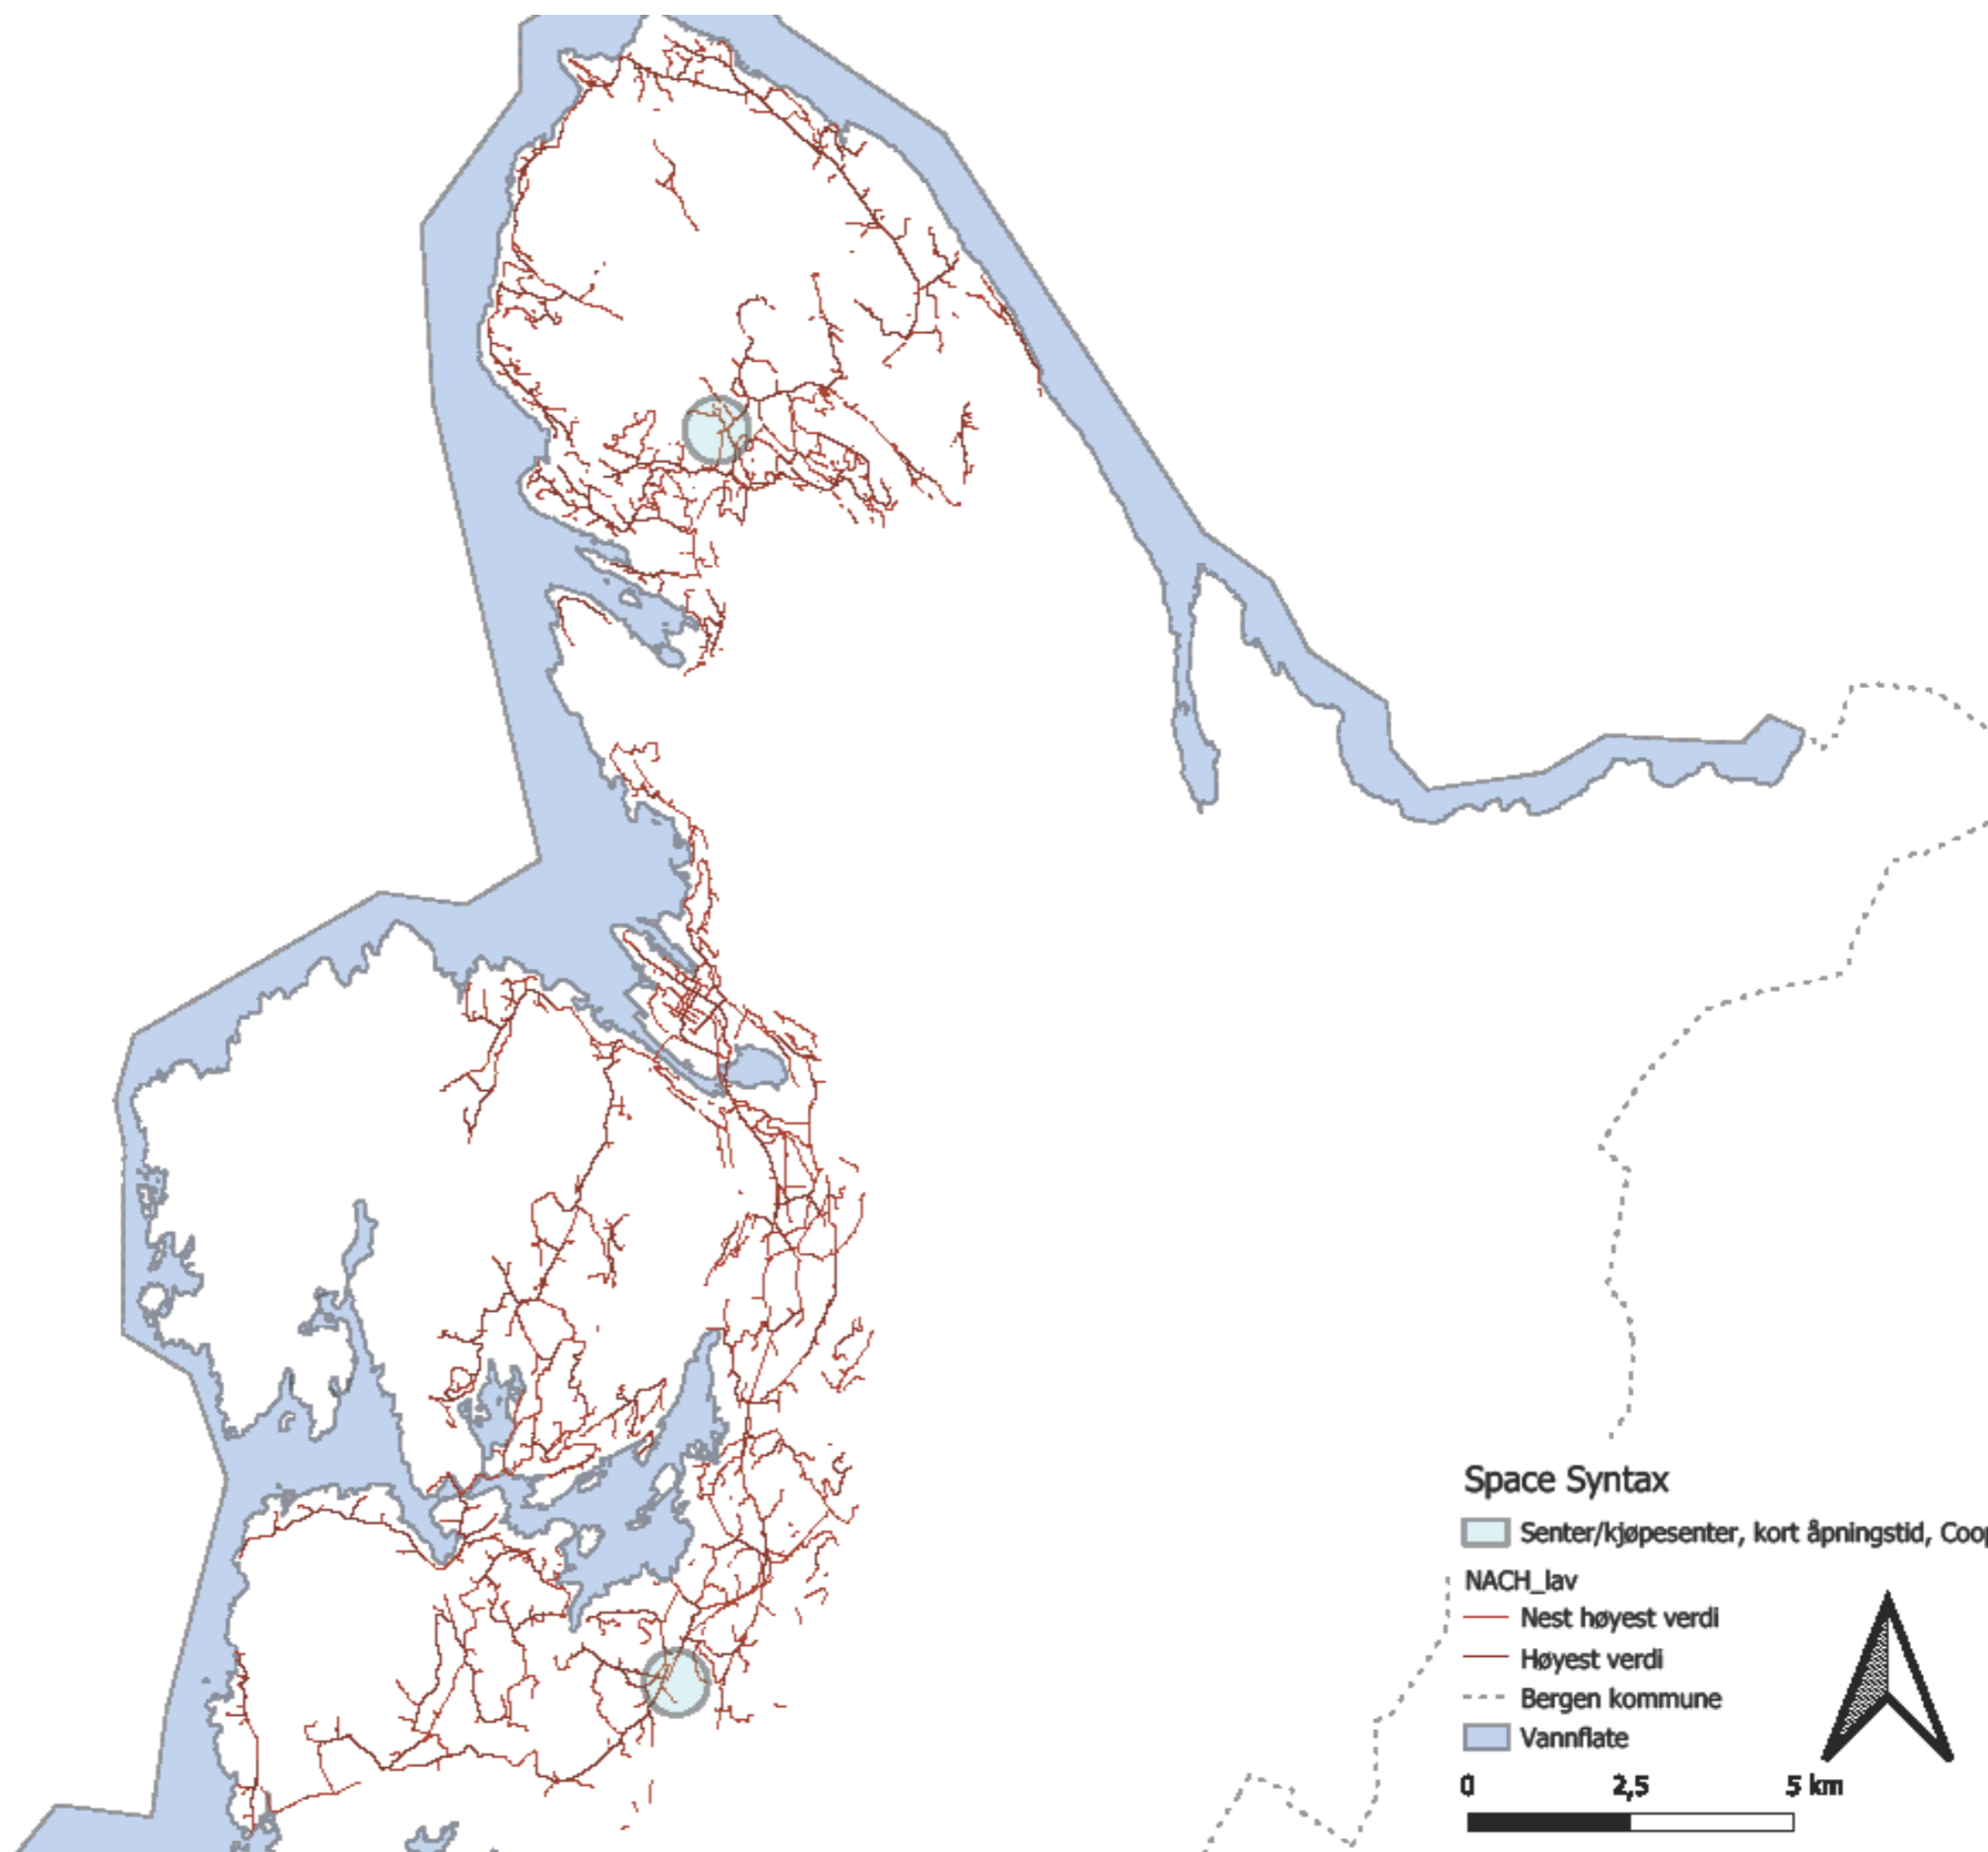 Space Syntax
Senter/kjøpesenter, kort åpningstid, Coop
NACH_lav
Nest høyest verdi
Høyest verdi
Bergen kommune
Vannflate
0 2,5 5 km